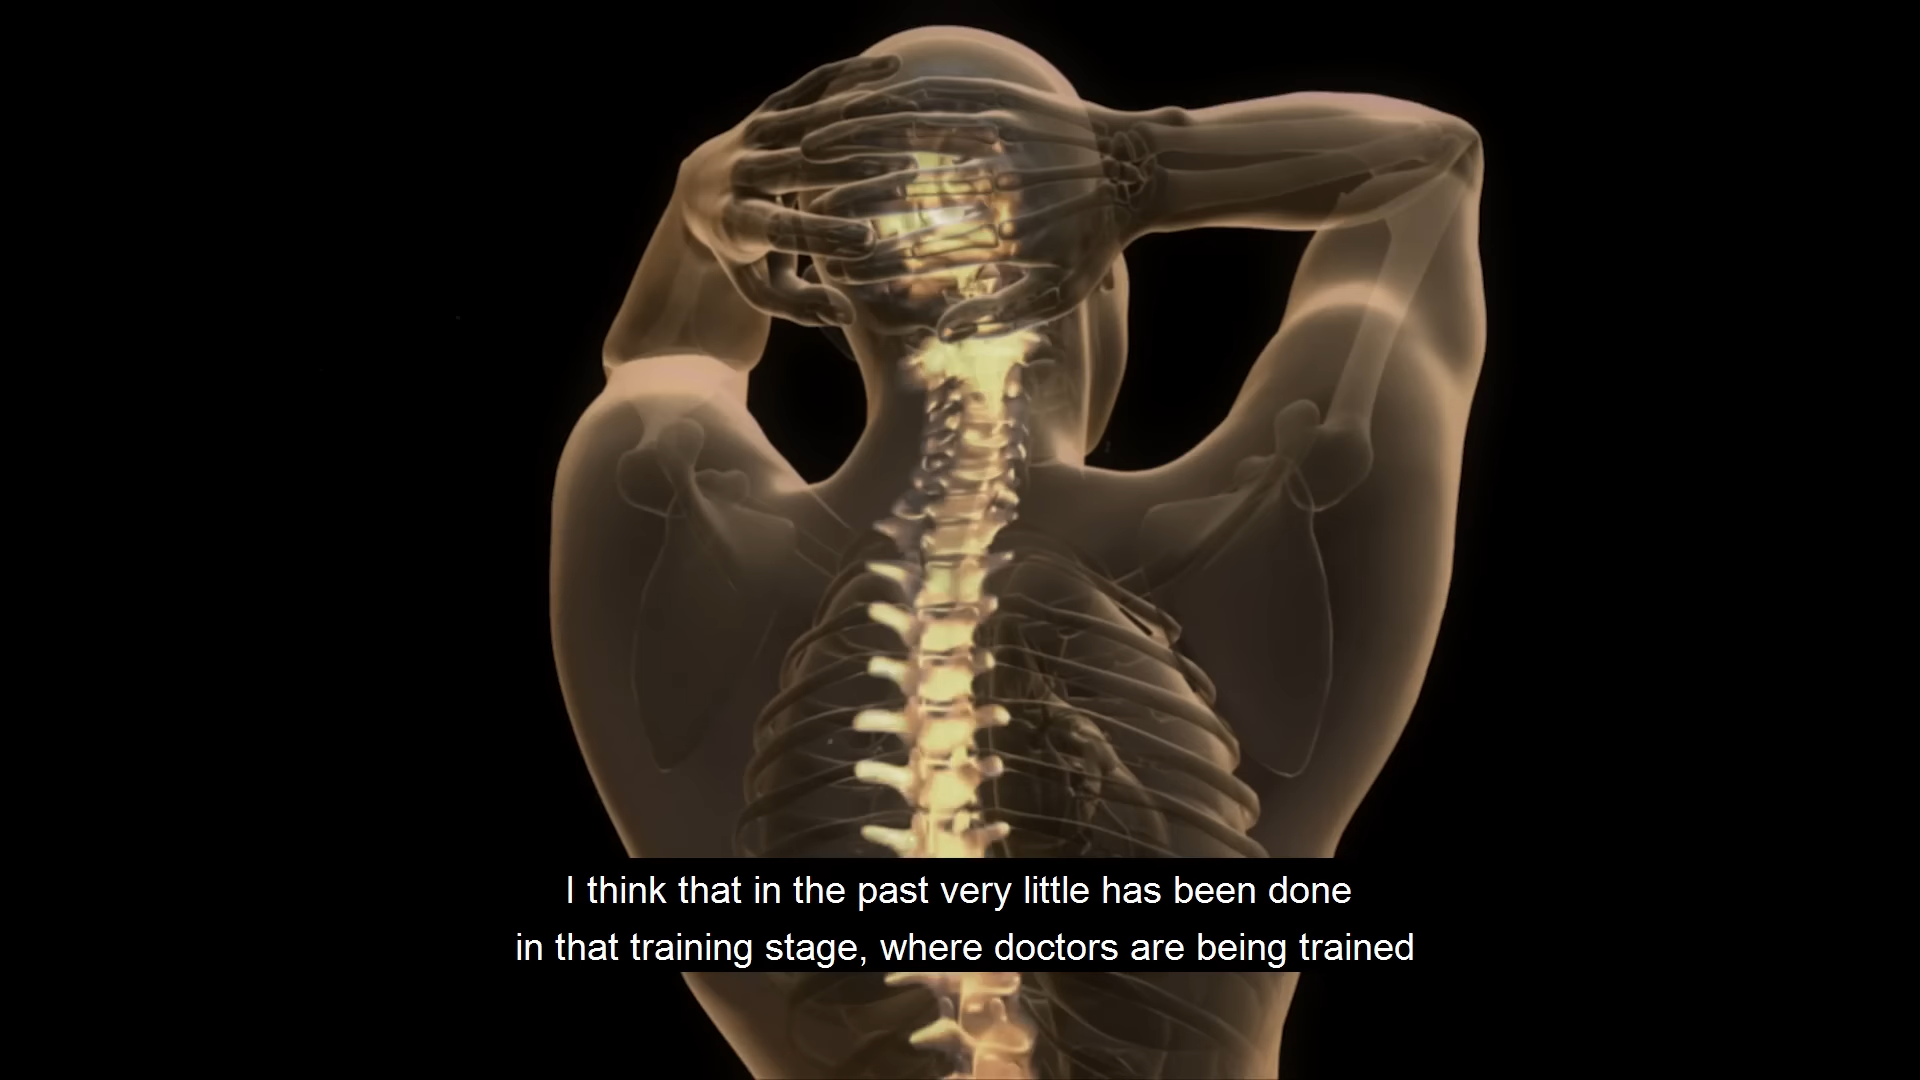 I think that in the past very little has been done
in that training stage, where doctors are being trained